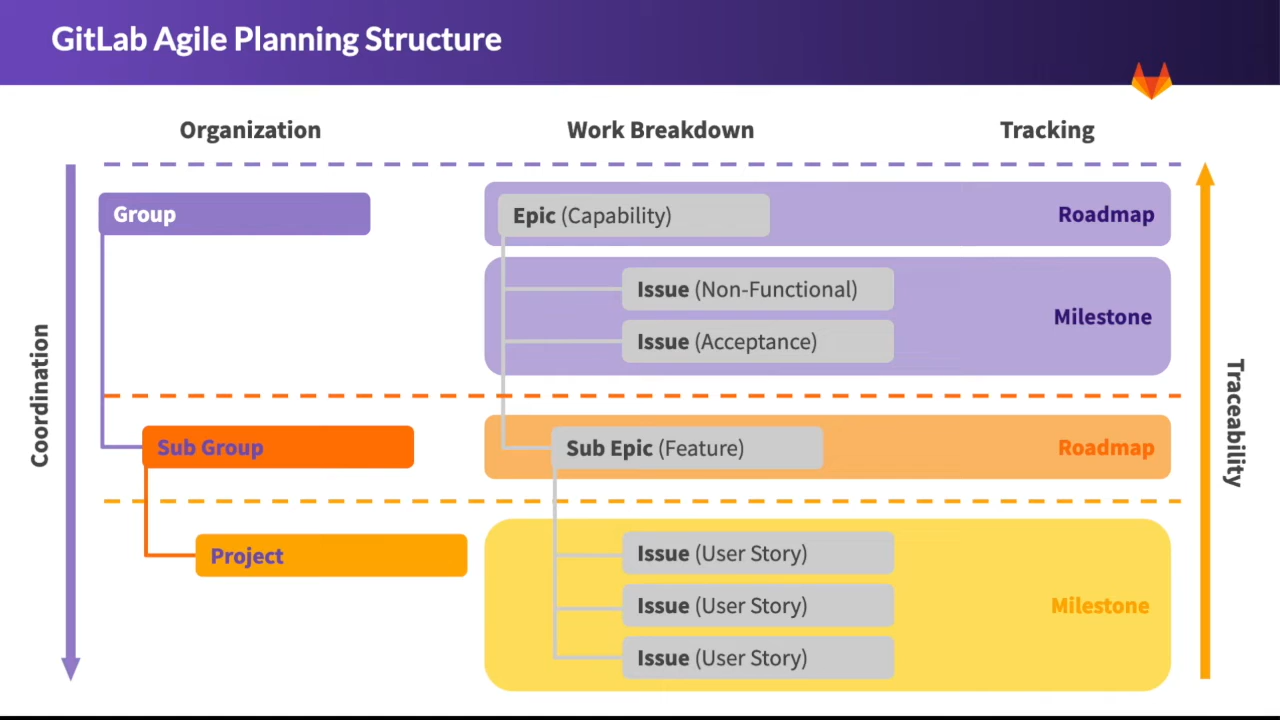 GitLab Agile Planning Structure
Organization
Work Breakdown
Tracking
Coordination
Group
Epic (Capability)
Roadmap
Issue (Non-Functional)
Issue (Acceptance)
Milestone
Sub Group
Sub Epic (Feature)
Roadmap
Project
Issue (User Story)
Issue (User Story)
Issue (User Story)
Milestone
Traceability